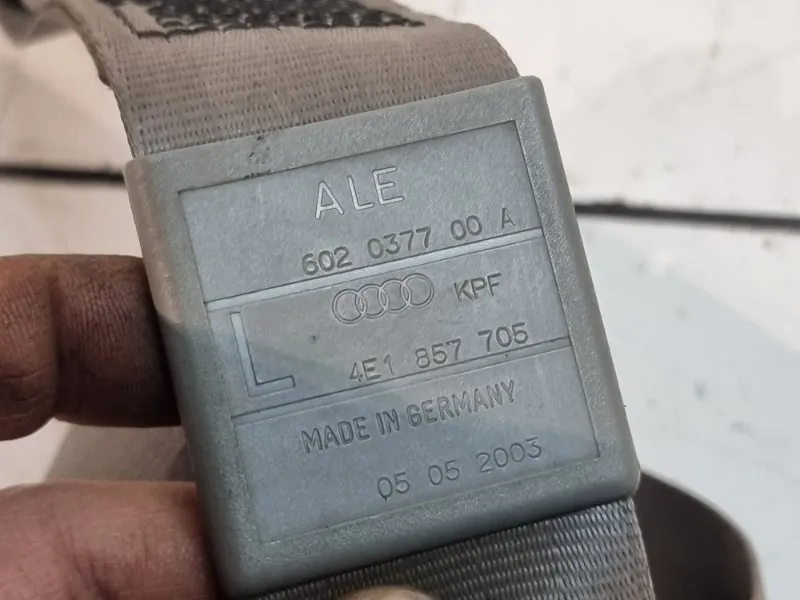 ALE
602 0377 00 A
KPF
L
4E1 857 705
MADE IN GERMANY
05 05 2003